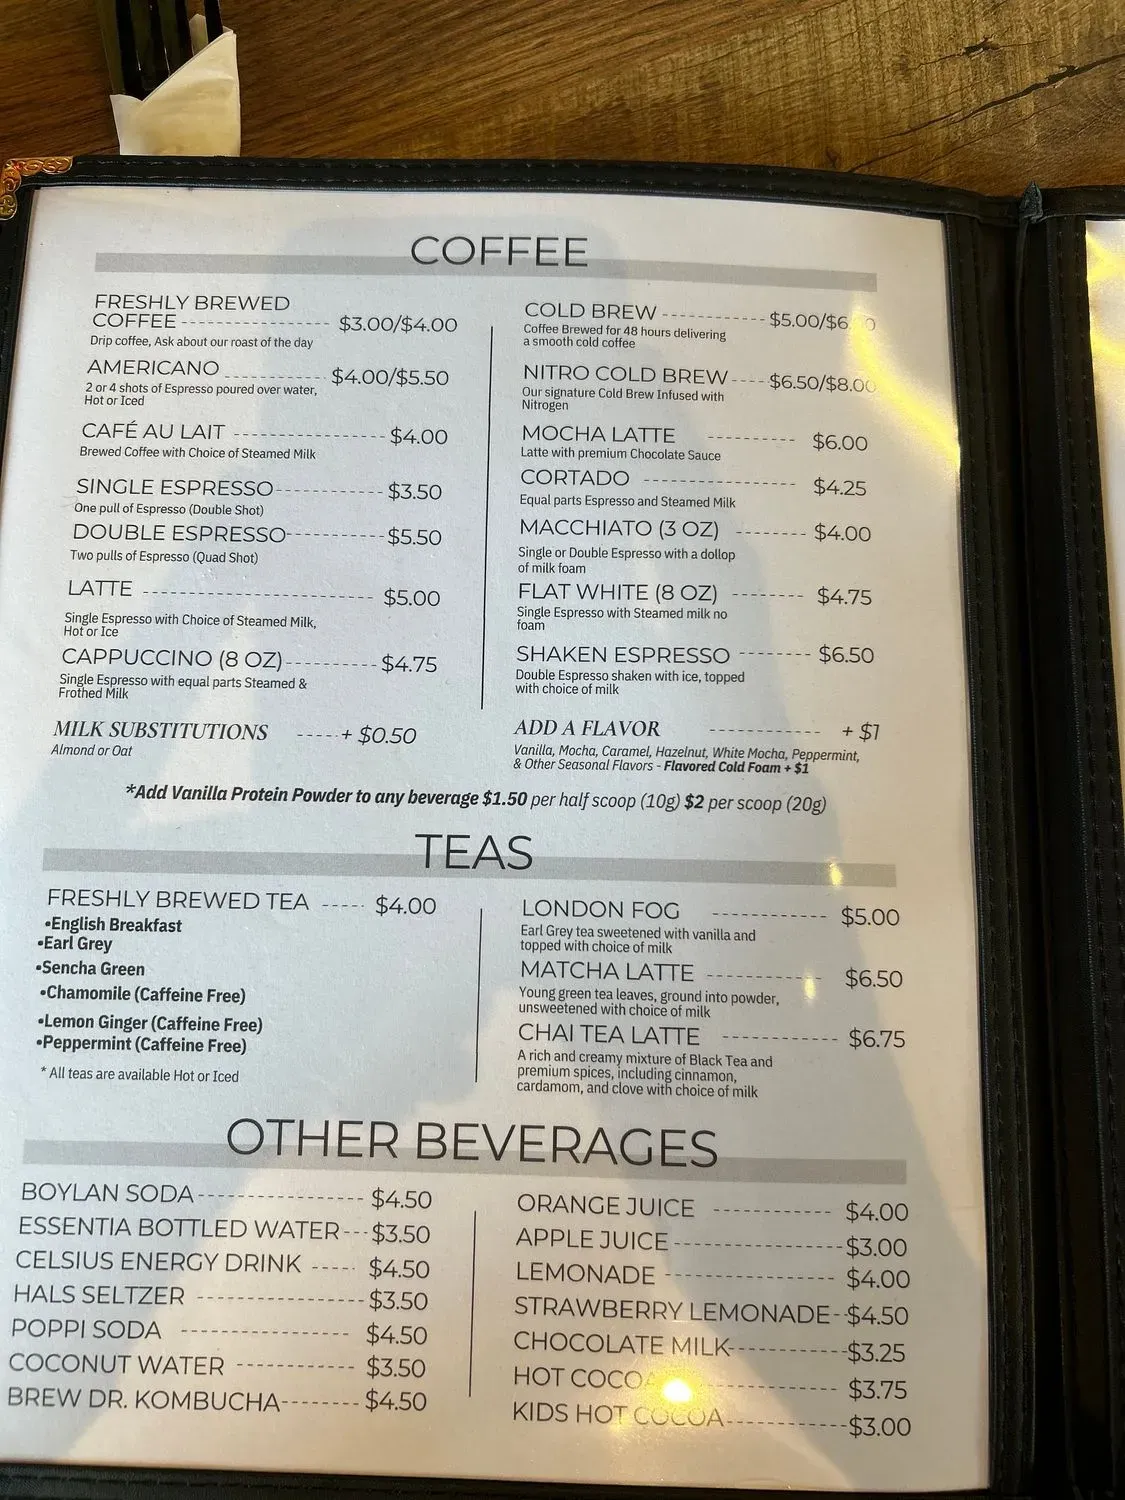 COFFEE
FRESHLY BREWED
COFFEE ---------------- $3.00/$4.00
Drip coffee, Ask about our roast of the day
AMERICANO ----------- $4.00/$5.50
2 or 4 shots of Espresso poured over water,
Hot or Iced
CAFÉ AU LAIT ---------------- $4.00
Brewed Coffee with Choice of Steamed Milk
SINGLE ESPRESSO----------- $3.50
One pull of Espresso (Double Shot)
DOUBLE ESPRESSO---------- $5.50
Two pulls of Espresso (Quad Shot)
LATTE ------------------------- $5.00
Single Espresso with Choice of Steamed Milk,
Hot or Ice
CAPPUCCINO (8 OZ)---------- $4.75
Single Espresso with equal parts Steamed &
Frothed Milk
MILK SUBSTITUTIONS -----+ $0.50
Almond or Oat
COLD BREW ------------ $5.00/$6.
Coffee Brewed for 48 hours delivering
a smooth cold coffee
NITRO COLD BREW---- $6.50/$8.00
Our signature Cold Brew Infused with
Nitrogen
MOCHA LATTE ---------- $6.00
Latte with premium Chocolate Sauce
CORTADO ----------------- $4.25
Equal parts Espresso and Steamed Milk
MACCHIATO (3 OZ) -------- $4.00
Single or Double Espresso with a dollop
of milk foam
FLAT WHITE (8 OZ) -------- $4.75
Single Espresso with Steamed milk no
foam
SHAKEN ESPRESSO -------- $6.50
Double Espresso shaken with ice, topped
with choice of milk
ADD A FLAVOR ------------ + $1
Vanilla, Mocha, Caramel, Hazelnut, White Mocha, Peppermint,
& Other Seasonal Flavors - Flavored Cold Foam + $1
*Add Vanilla Protein Powder to any beverage $1.50 per half scoop (10g) $2 per scoop (20g)
TEAS
FRESHLY BREWED TEA ----- $4.00
•English Breakfast
•Earl Grey
•Sencha Green
•Chamomile (Caffeine Free)
•Lemon Ginger (Caffeine Free)
•Peppermint (Caffeine Free)
* All teas are available Hot or Iced
LONDON FOG ------------ $5.00
Earl Grey tea sweetened with vanilla and
topped with choice of milk
MATCHA LATTE ------------ $6.50
Young green tea leaves, ground into powder,
unsweetened with choice of milk
CHAI TEA LATTE ------------ $6.75
A rich and creamy mixture of Black Tea and
premium spices, including cinnamon,
cardamom, and clove with choice of milk
OTHER BEVERAGES
BOYLAN SODA------------------ $4.50
ESSENTIA BOTTLED WATER---$3.50
CELSIUS ENERGY DRINK ----- $4.50
HALS SELTZER ------------------$3.50
POPPI SODA ------------------ $4.50
COCONUT WATER ------------ $3.50
BREW DR. KOMBUCHA-------- $4.50
ORANGE JUICE ------------ $4.00
APPLE JUICE-----------------$3.00
LEMONADE ----------------- $4.00
STRAWBERRY LEMONADE--$4.50
CHOCOLATE MILK------------$3.25
HOT COCOA ------------ $3.75
KIDS HOT COCOA------------$3.00